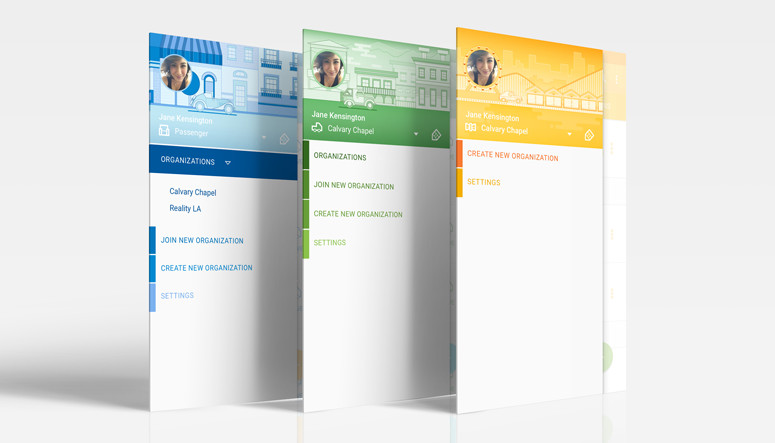 Jane Kensington
Passenger
ORGANIZATIONS
Calvary Chapel
Reality LA
JOIN NEW ORGANIZATION
CREATE NEW ORGANIZATION
SETTINGS
Jane Kensington
Calvary Chapel
ORGANIZATIONS
JOIN NEW ORGANIZATION
CREATE NEW ORGANIZATION
SETTINGS
Jane Kensington
Calvary Chapel
CREATE NEW ORGANIZATION
SETTINGS